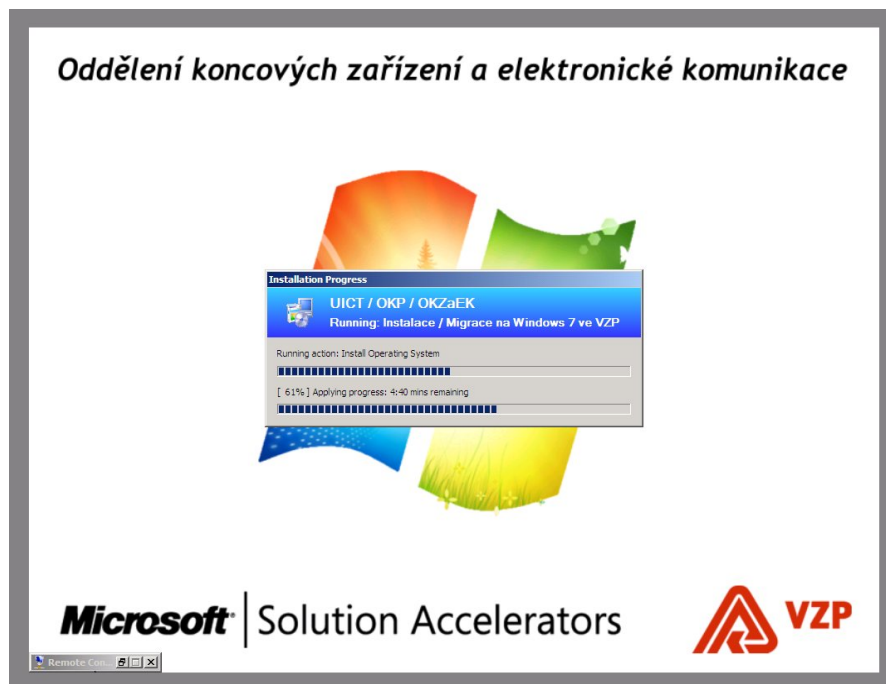 Oddělení koncových zařízení a elektronické komunikace
Installation Progress
UICT / OKP / OKZaEK
Running: Instalace / Migrace na Windows 7 ve VZP
Running action: Install Operating System
[ 61% ] Applying progress: 4:40 mins remaining
Microsoft Solution Accelerators
VZP
Remote Con...